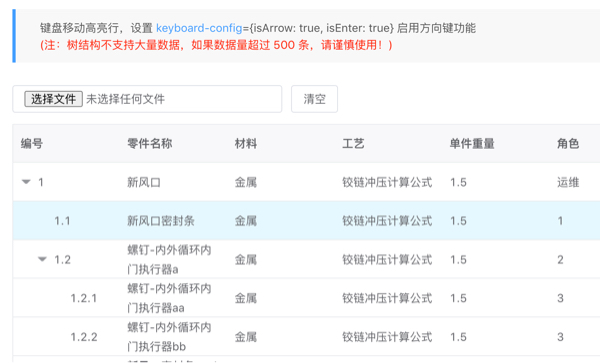 键盘移动高亮行，设置 keyboard-config={isArrow: true, isEnter: true} 启用方向键功能
(注：树结构不支持大量数据，如果数据量超过 500 条，请谨慎使用！)
选择文件 未选择任何文件 清空
编号 零件名称 材料 工艺 单件重量 角色
1 新风口 金属 铰链冲压计算公式 1.5 运维
1.1 新风口密封条 金属 铰链冲压计算公式 1.5 1
1.2 螺钉-内外循环内门执行器a 金属 铰链冲压计算公式 1.5 2
1.2.1 螺钉-内外循环内门执行器aa 金属 铰链冲压计算公式 1.5 3
1.2.2 螺钉-内外循环内门执行器bb 金属 铰链冲压计算公式 1.5 3